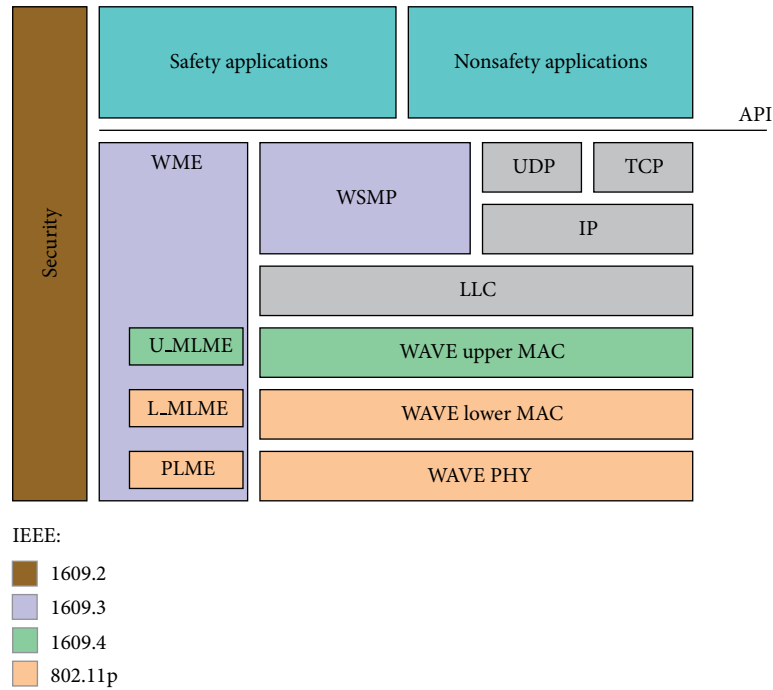 Safety applications
Nonsafety applications
API
Security
WME
WSMP
UDP
TCP
IP
LLC
U_MLME
WAVE upper MAC
L_MLME
WAVE lower MAC
PLME
WAVE PHY
IEEE:
1609.2
1609.3
1609.4
802.11p